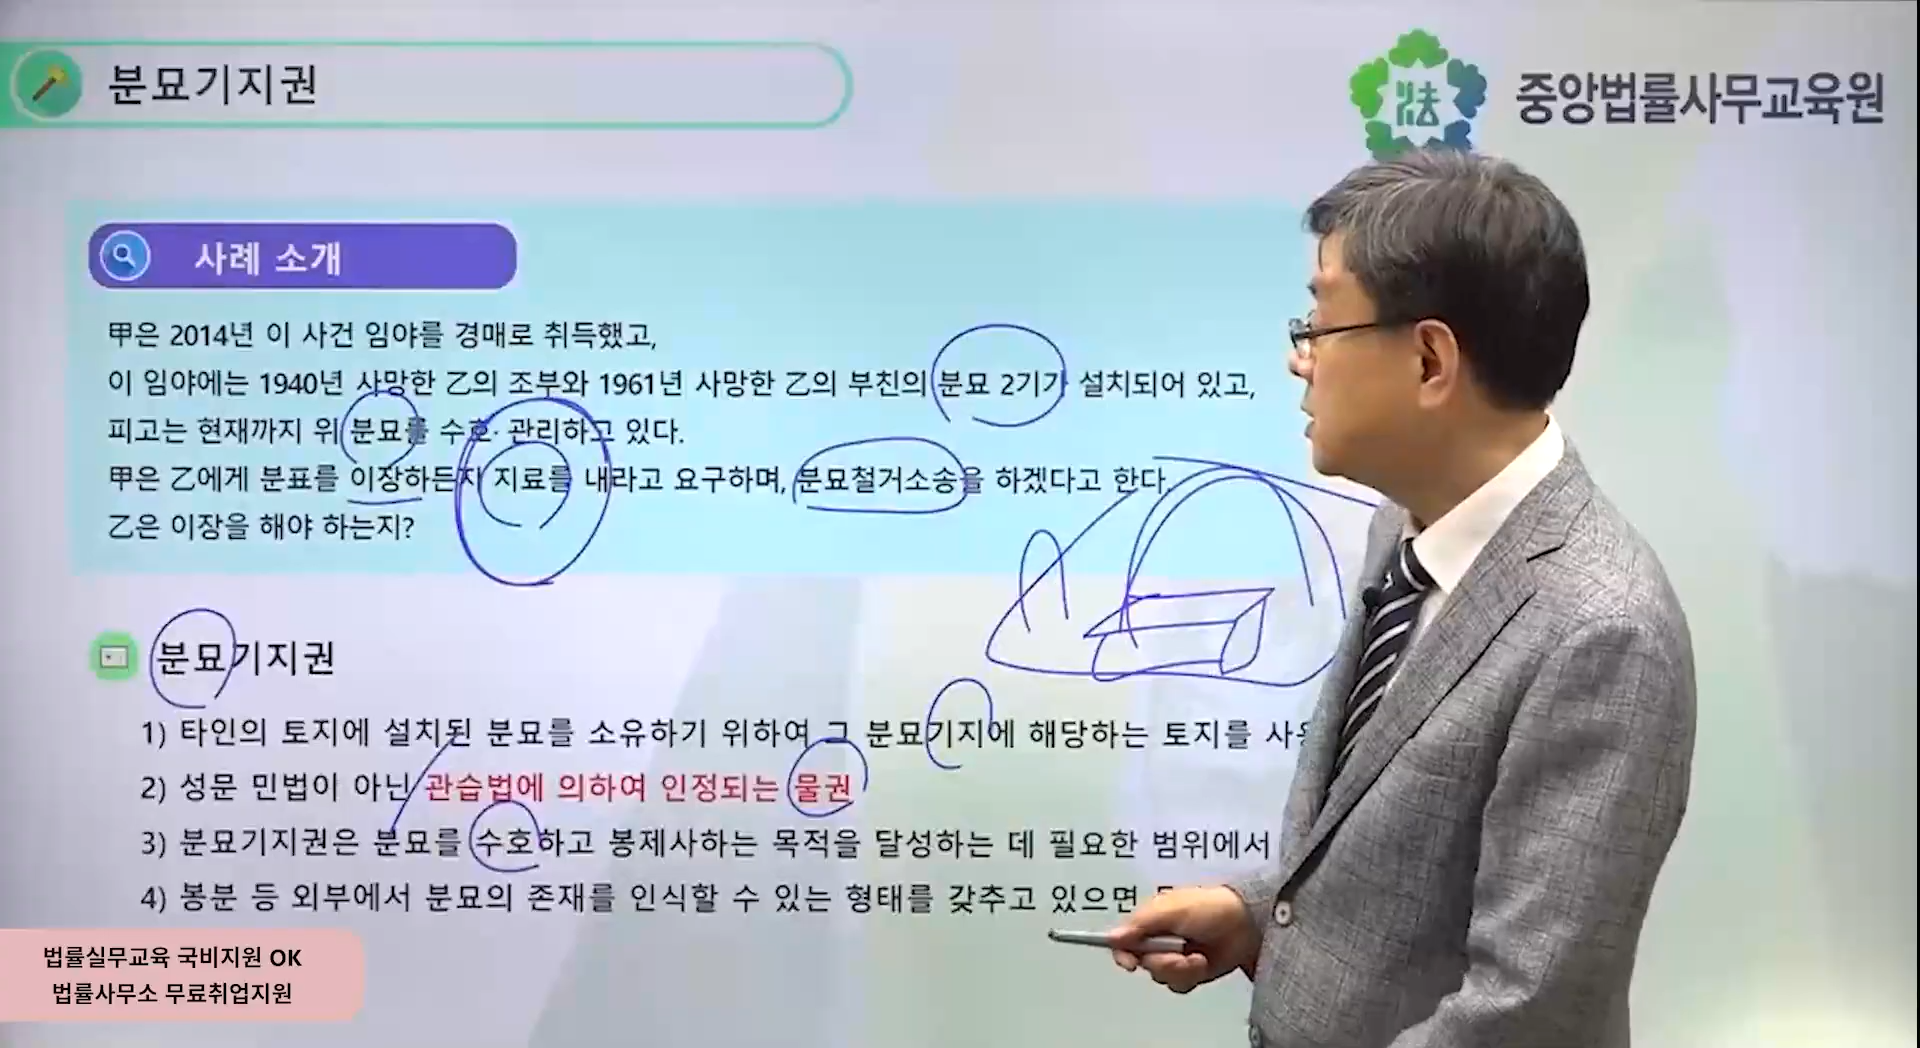 분묘기지권
중앙법률사무교육원
사례 소개
甲은 2014년 이 사건 임야를 경매로 취득했고,
이 임야에는 1940년 사망한 乙의 조부와 1961년 사망한 乙의 부친의 분묘 2기가 설치되어 있고,
피고는 현재까지 위 분묘를 수호· 관리하고 있다.
甲은 乙에게 분표를 이장하든지 지료를 내라고 요구하며, 분묘철거소송을 하겠다고 한다.
乙은 이장을 해야 하는지?
분묘기지권
1) 타인의 토지에 설치된 분묘를 소유하기 위하여 그 분묘기지에 해당하는 토지를
2) 성문 민법이 아닌 관습법에 의하여 인정되는 물권
3) 분묘기지권은 분묘를 수호하고 봉제사하는 목적을 달성하는 데 필요한 범위에서
4) 봉분 등 외부에서 분묘의 존재를 인식할 수 있는 형태를 갖추고 있으면
법률실무교육 국비지원 OK
법률사무소 무료취업지원